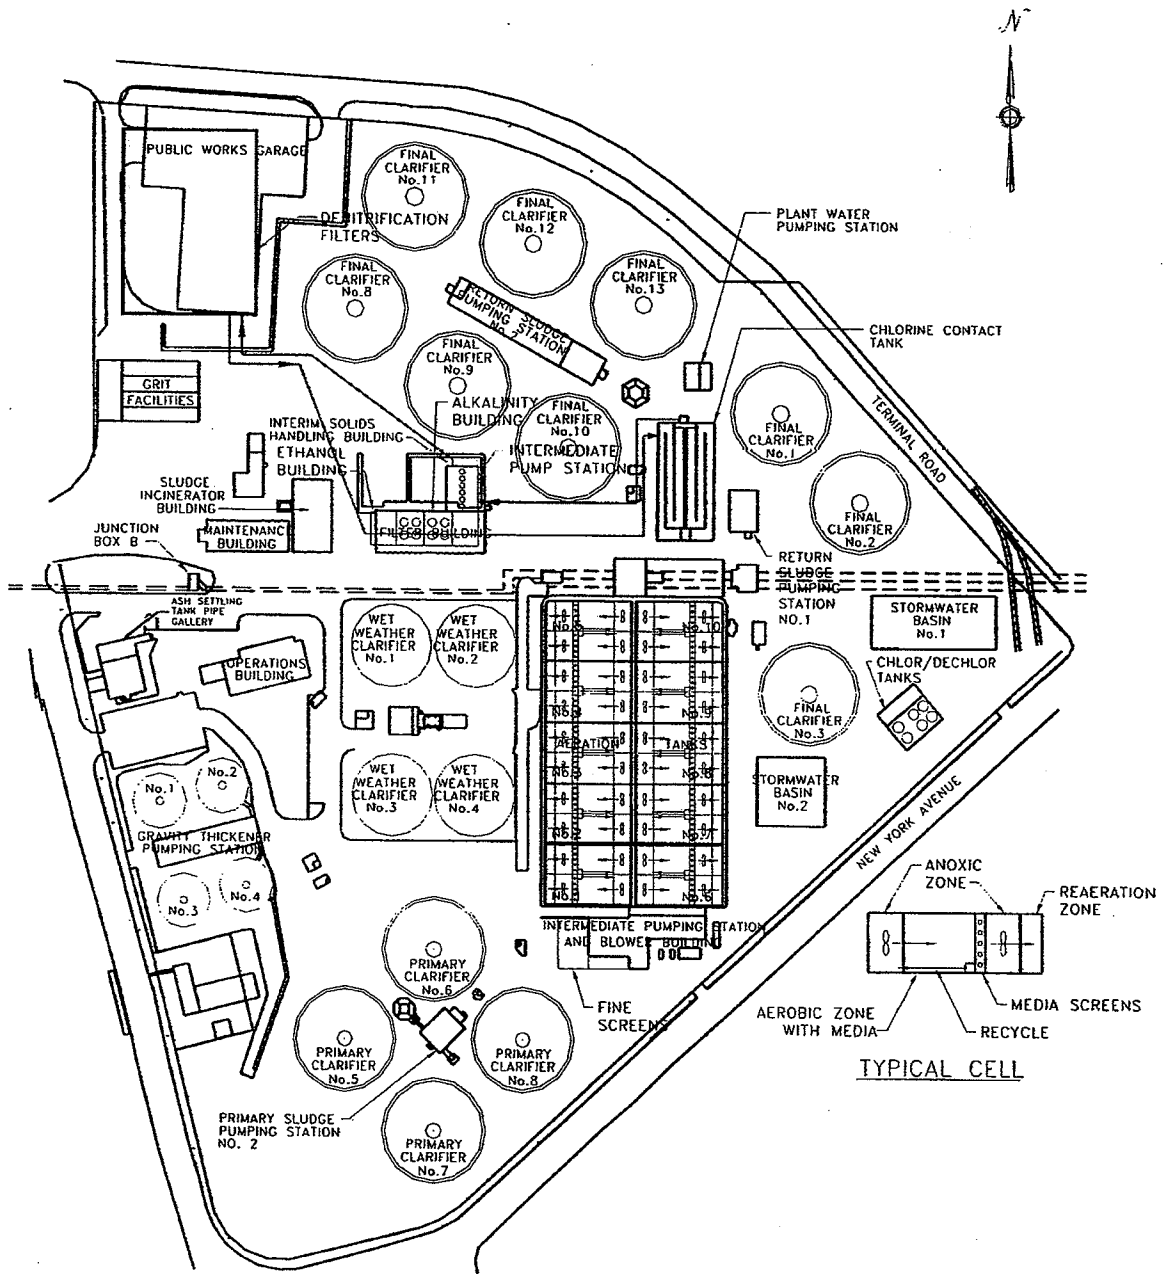 N
PUBLIC WORKS GARAGE
FINAL
CLARIFIER
No.11
FINAL
CLARIFIER
No.12
DENITRIFICATION
FILTERS
PLANT WATER
PUMPING STATION
FINAL
CLARIFIER
No.8
FINAL
CLARIFIER
No.13
RETURN SLUDGE
PUMPING STATION
No.2
CHLORINE CONTACT
TANK
FINAL
CLARIFIER
No.9
GRIT
FACILITIES
ALKALINITY
BUILDING
FINAL
CLARIFIER
No.10
FINAL
CLARIFIER
No.1
TERMINAL ROAD
INTERIM SOLIDS
HANDLING BUILDING
ETHANOL
BUILDING
INTERMEDIATE
PUMP STATION
SLUDGE
INCINERATOR
BUILDING
FINAL
CLARIFIER
No.2
JUNCTION
BOX B
MAINTENANC
BUILDING
FILTER BUILDING
RETURN
SLUDGE
PUMPING
STATION
NO.1
ASH SETTLING
TANK PIPE
GALLERY
STORMWATER
BASIN
No.1
WET
WEATHER
CLARIFIER
No.1
WET
WEATHER
CLARIFIER
No.2
No.10
OPERATIONS
BUILDING
CHLOR/DECHLOR
TANKS
FINAL
CLARIFIER
No.3
No.9
AERATION TANKS
No.8
No.7
No.6
STORMWATER
BASIN
No.2
WET
WEATHER
CLARIFIER
No.3
WET
WEATHER
CLARIFIER
No.4
No.1
No.2
GRAVITY THICKENER
PUMPING STATION
No.3
No.4
NEW YORK AVENUE
INTERMEDIATE PUMPING STATION
AND BLOWER BUILDING
FINE
SCREENS
PRIMARY
CLARIFIER
No.6
PRIMARY
CLARIFIER
No.5
PRIMARY
CLARIFIER
No.8
PRIMARY SLUDGE
PUMPING STATION
NO. 2
PRIMARY
CLARIFIER
No.7
ANOXIC
ZONE
REAERATION
ZONE
AEROBIC ZONE
WITH MEDIA
MEDIA SCREENS
RECYCLE
TYPICAL CELL